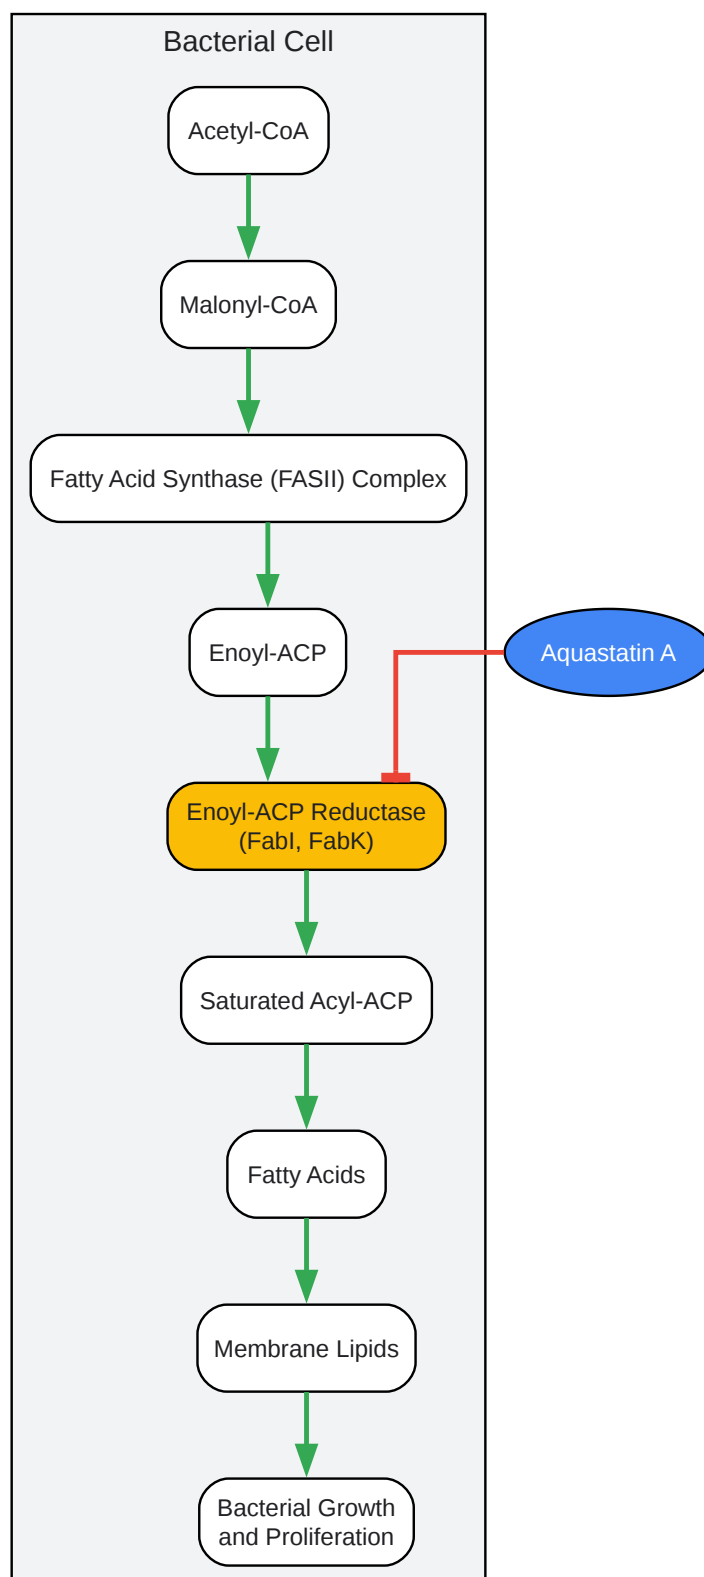 Bacterial Cell
Acetyl-CoA
Malonyl-CoA
Fatty Acid Synthase (FASII) Complex
Enoyl-ACP
Aquastatin A
Enoyl-ACP Reductase
(FabI, FabK)
Saturated Acyl-ACP
Fatty Acids
Membrane Lipids
Bacterial Growth
and Proliferation